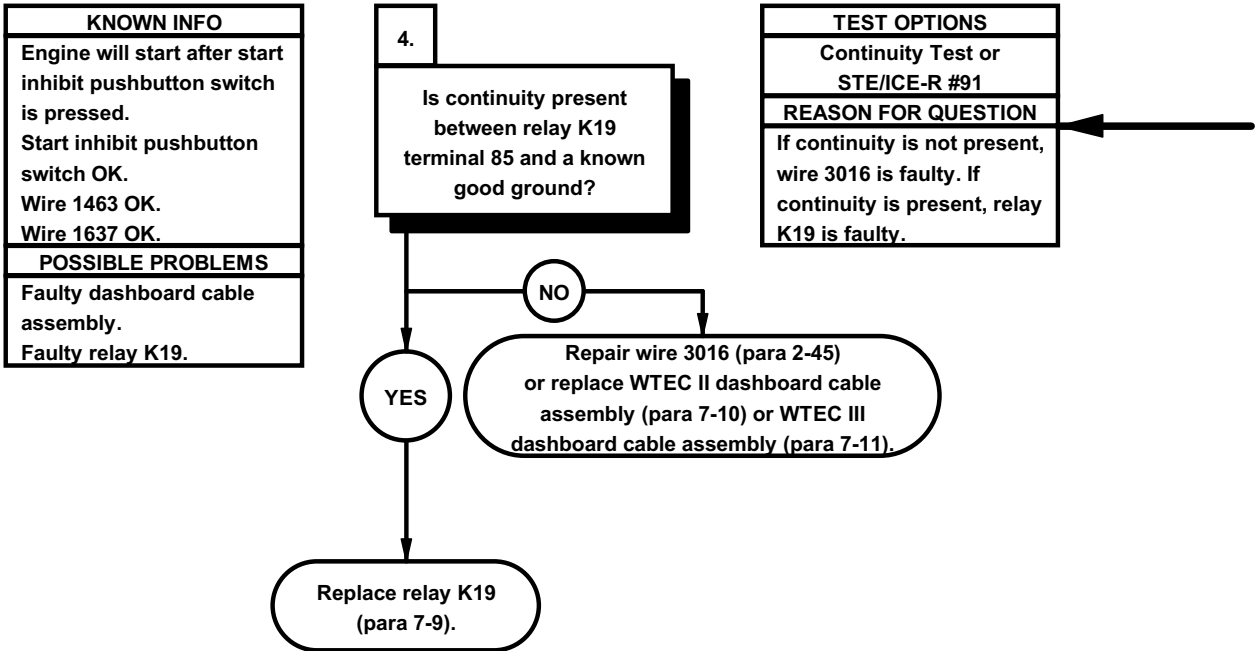 KNOWN INFO
Engine will start after start
inhibit pushbutton switch
is pressed.
Start inhibit pushbutton
switch OK.
Wire 1463 OK.
Wire 1637 OK.
POSSIBLE PROBLEMS
Faulty dashboard cable
assembly.
Faulty relay K19.
4.
Is continuity present
between relay K19
terminal 85 and a known
good ground?
TEST OPTIONS
Continuity Test or
STE/ICE-R #91
REASON FOR QUESTION
If continuity is not present,
wire 3016 is faulty. If
continuity is present, relay
K19 is faulty.
NO
YES
Repair wire 3016 (para 2-45)
or replace WTEC II dashboard cable
assembly (para 7-10) or WTEC III
dashboard cable assembly (para 7-11).
Replace relay K19
(para 7-9).